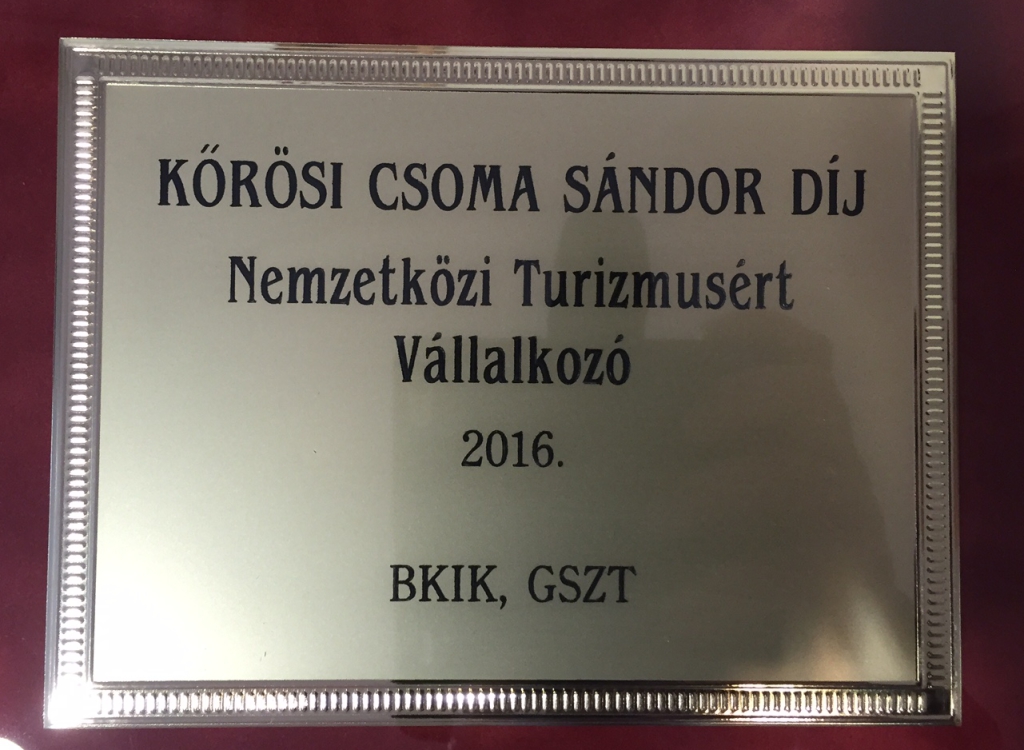 KŐRÖSI CSOMA SÁNDOR DÍJ
Nemzetközi Turizmusért
Vállalkozó
2016.
BKIK, GSZT